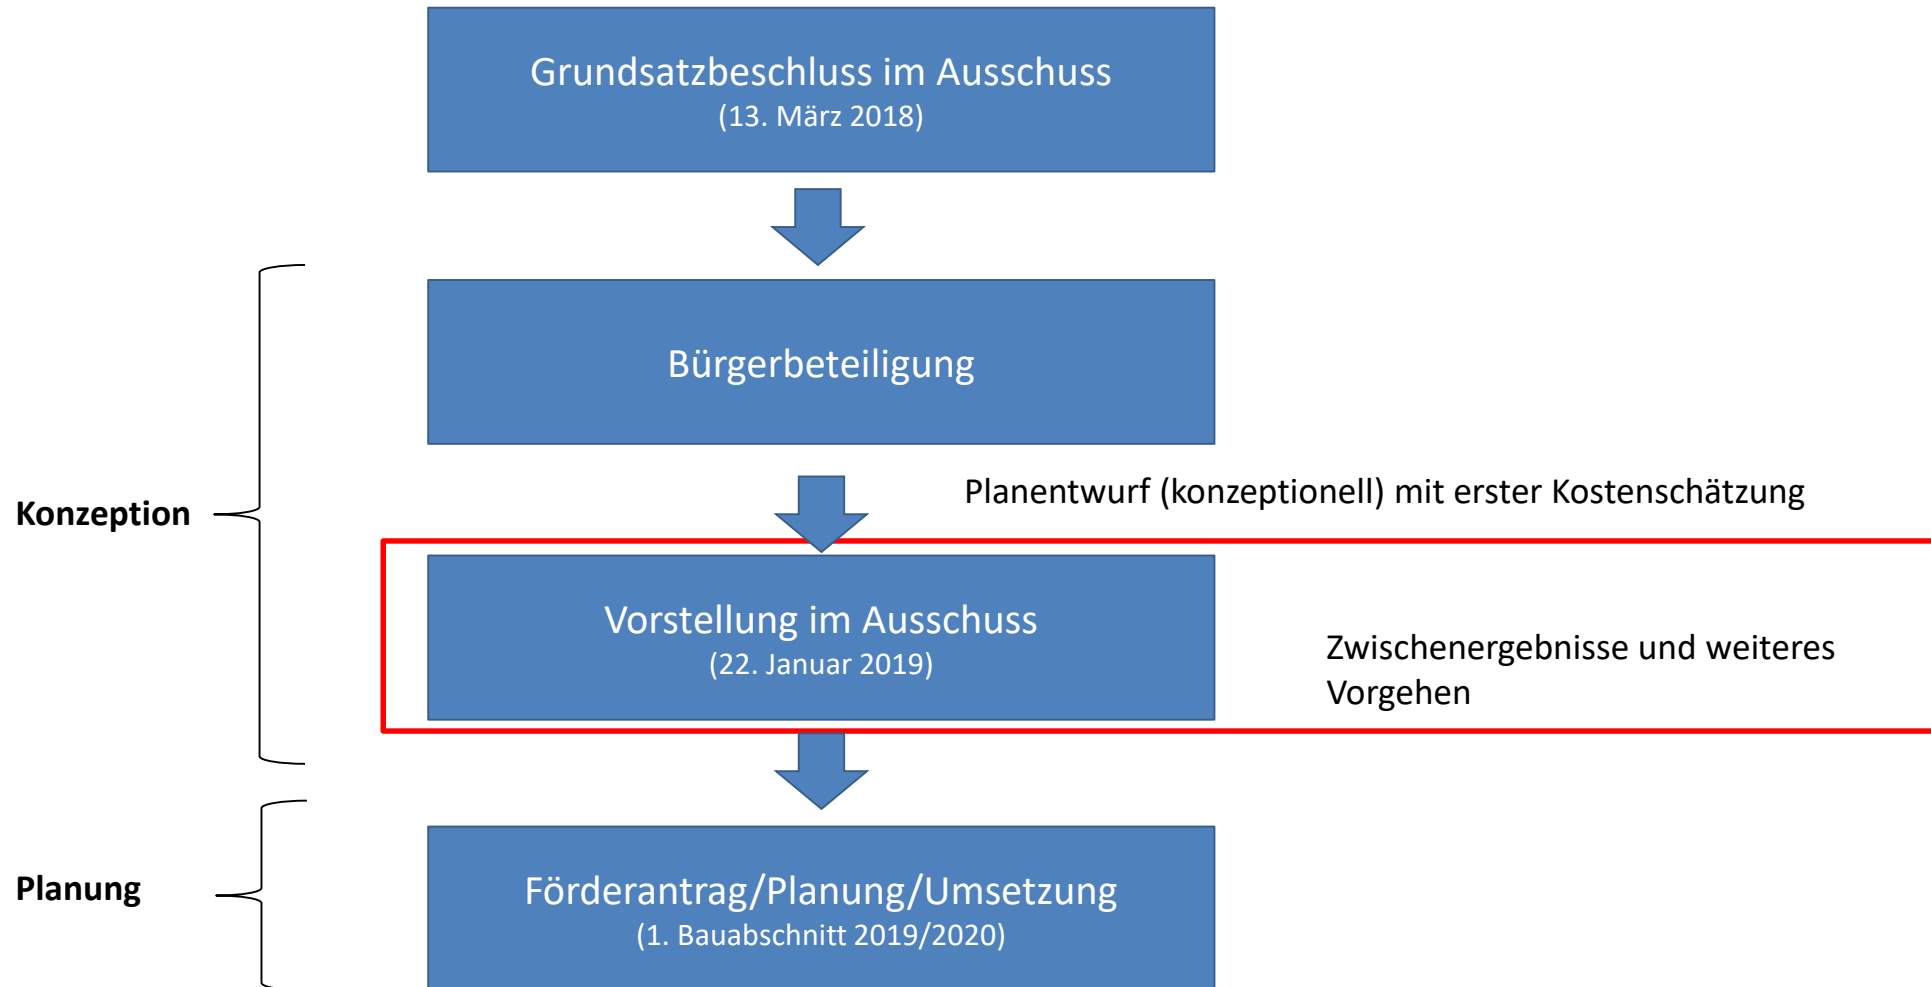 Grundsatzbeschluss im Ausschuss
(13. März 2018)
Bürgerbeteiligung
Planentwurf (konzeptionell) mit erster Kostenschätzung
Konzeption
Vorstellung im Ausschuss
(22. Januar 2019)
Zwischenergebnisse und weiteres
Vorgehen
Planung
Förderantrag/Planung/Umsetzung
(1. Bauabschnitt 2019/2020)